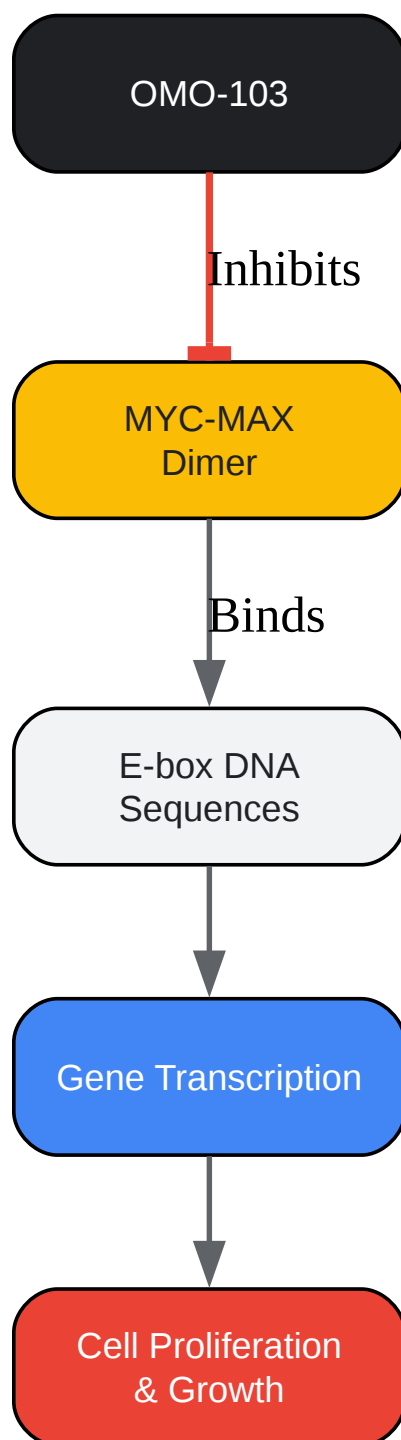 OMO-103
Inhibits
MYC-MAX
Dimer
Binds
E-box DNA
Sequences
Gene Transcription
Cell Proliferation
& Growth